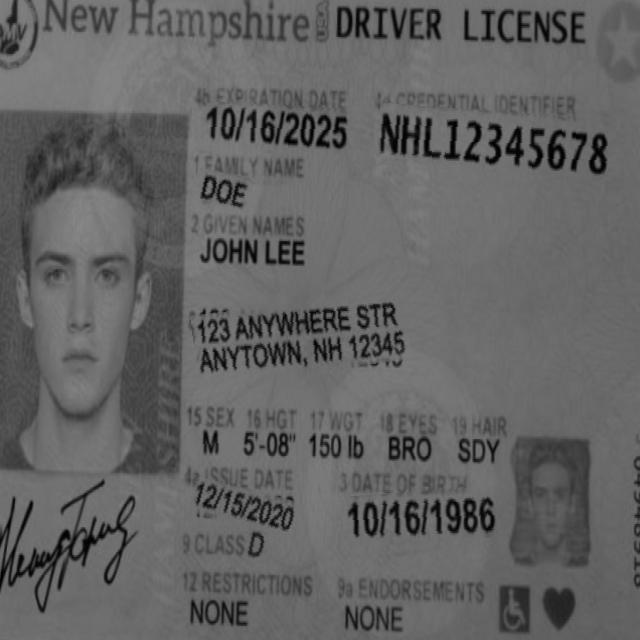 New Hampshire USA DRIVER LICENSE
4b EXPIRATION DATE 4d CREDENTIAL IDENTIFIER
10/16/2025 NHL12345678
1 FAMILY NAME
DOE
2 GIVEN NAMES
JOHN LEE
123 ANYWHERE STR
ANYTOWN, NH 12345
15 SEX 16 HGT 17 WGT 18 EYES 19 HAIR
M 5'-08" 150 lb BRO SDY
4a ISSUE DATE 3 DATE OF BIRTH
12/15/2020 10/16/1986
9 CLASS D
12 RESTRICTIONS 9a ENDORSEMENTS
NONE NONE